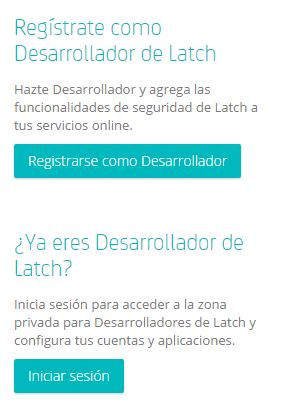 Regístrate como
Desarrollador de Latch
Hazte Desarrollador y agrega las
funcionalidades de seguridad de Latch a
tus servicios online.
Registrarse como Desarrollador
¿Ya eres Desarrollador de
Latch?
Inicia sesión para acceder a la zona
privada para Desarrolladores de Latch y
configura tus cuentas y aplicaciones.
Iniciar sesión